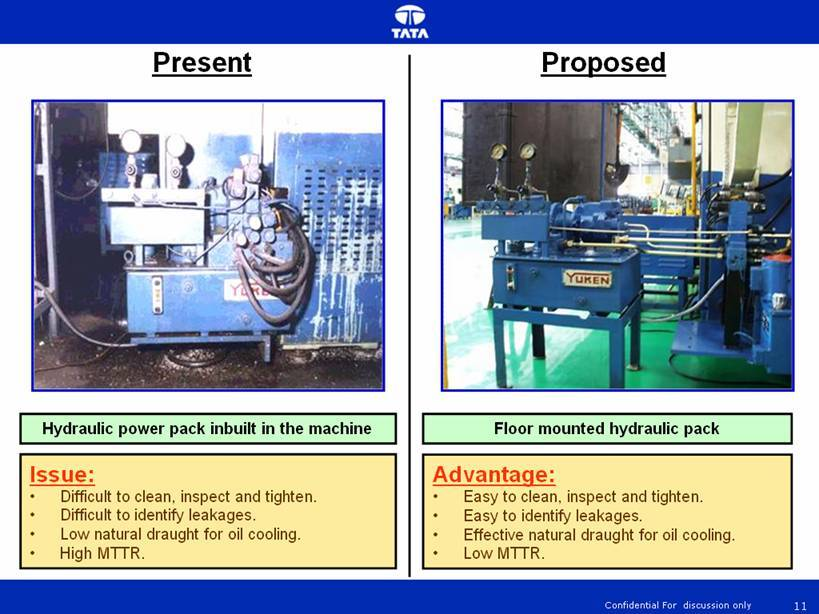 TATA
Present
Proposed
YUKEN
Hydraulic power pack inbuilt in the machine
Floor mounted hydraulic pack
Issue:
• Difficult to clean, inspect and tighten.
• Difficult to identify leakages.
• Low natural draught for oil cooling.
• High MTTR.
Advantage:
• Easy to clean, inspect and tighten.
• Easy to identify leakages.
• Effective natural draught for oil cooling.
• Low MTTR.
Confidential For discussion only
11